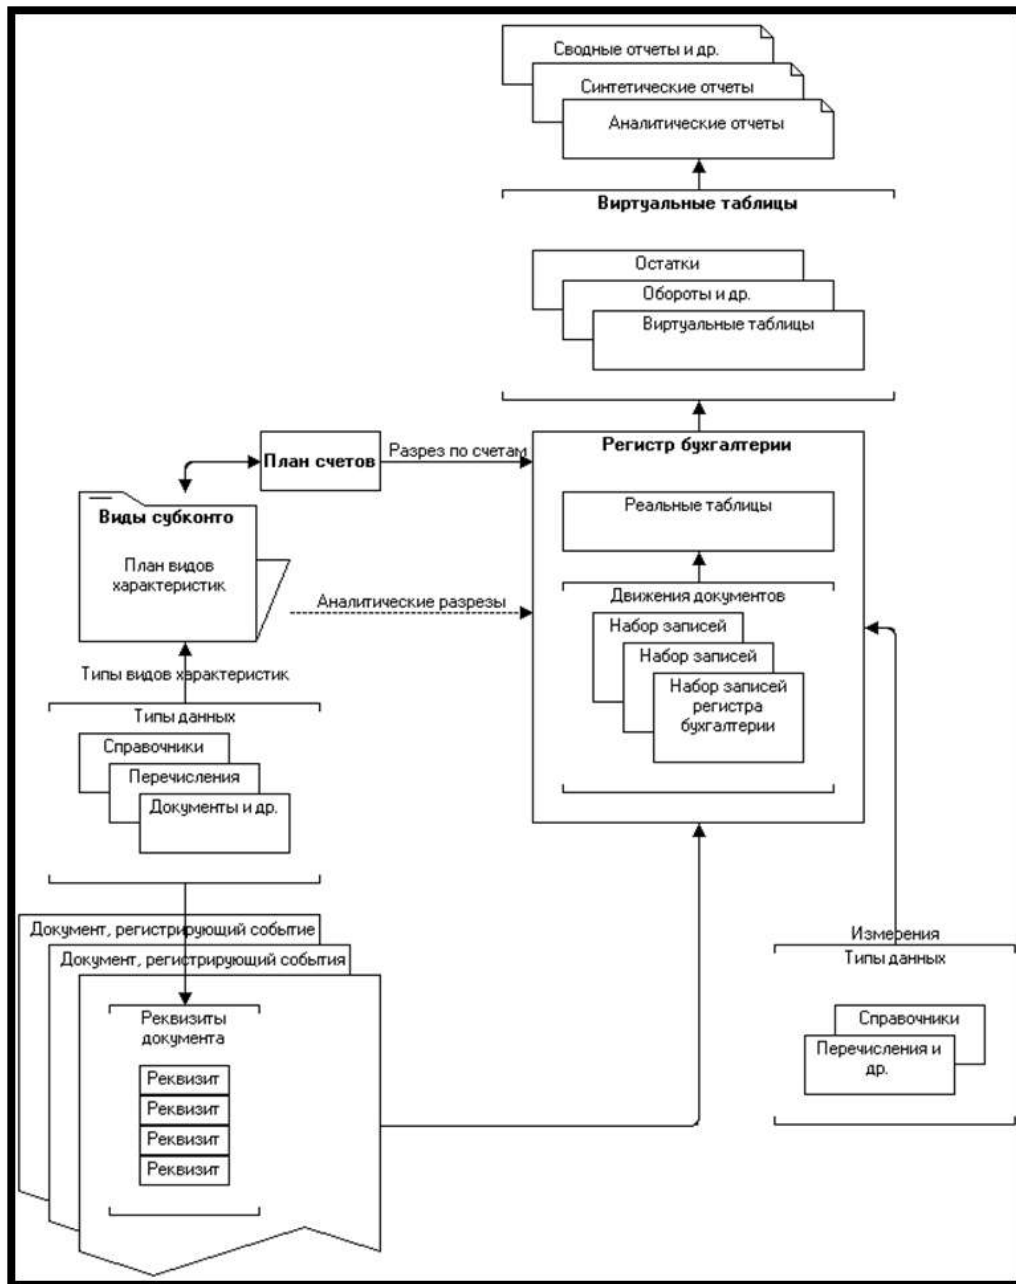 Сводные отчеты и др.
Синтетические отчеты
Аналитические отчеты
Виртуальные таблицы
Остатки
Обороты и др.
Виртуальные таблицы
План счетов
Разрез по счетам
Регистр бухгалтерии
Реальные таблицы
Виды субконто
План видов
характеристик
Аналитические разрезы
Движения документов
Набор записей
Набор записей
Набор записей
регистра
бухгалтерии
Типы видов характеристик
Типы данных
Справочники
Перечисления
Документы и др.
Документ, регистрирующий событие
Документ, регистрирующий события
Реквизиты
документа
Реквизит
Реквизит
Реквизит
Реквизит
Измерения
Типы данных
Справочники
Перечисления и
др.